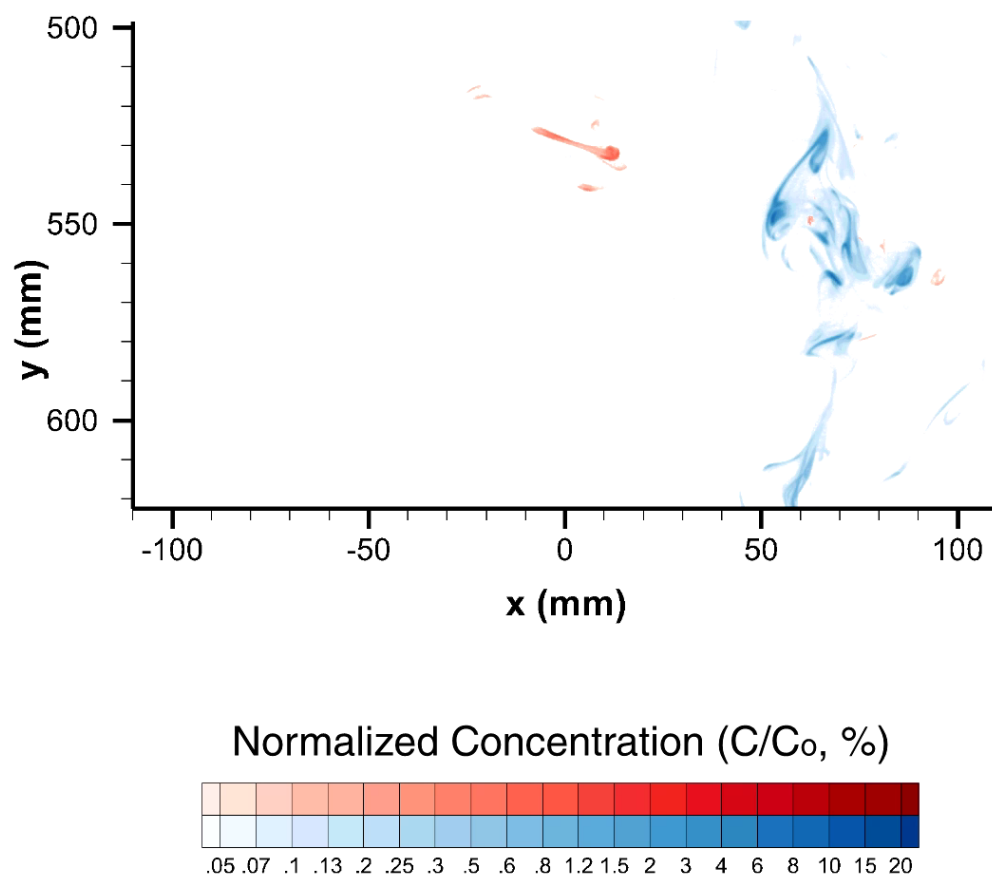 500
550
600
y (mm)
-100 -50 0 50 100
x (mm)
Normalized Concentration (C/Co, %)
.05 .07 .1 .13 .2 .25 .3 .5 .6 .8 1.2 1.5 2 3 4 6 8 10 15 20